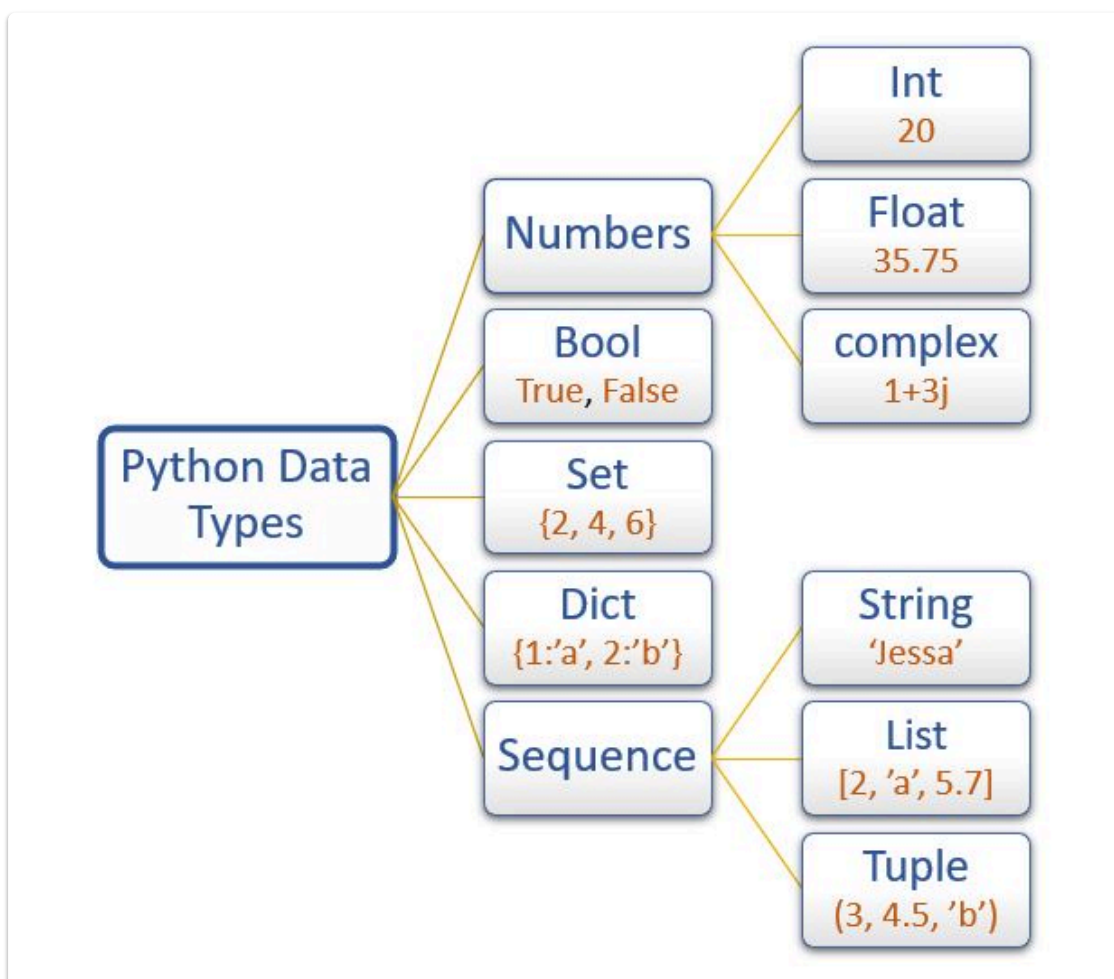 Python Data
Types
Numbers
Int
20
Float
35.75
complex
1+3j
Bool
True, False
Set
{2, 4, 6}
Dict
{1:’a’, 2:’b’}
Sequence
String
‘Jessa’
List
[2, ’a’, 5.7]
Tuple
(3, 4.5, ’b’)